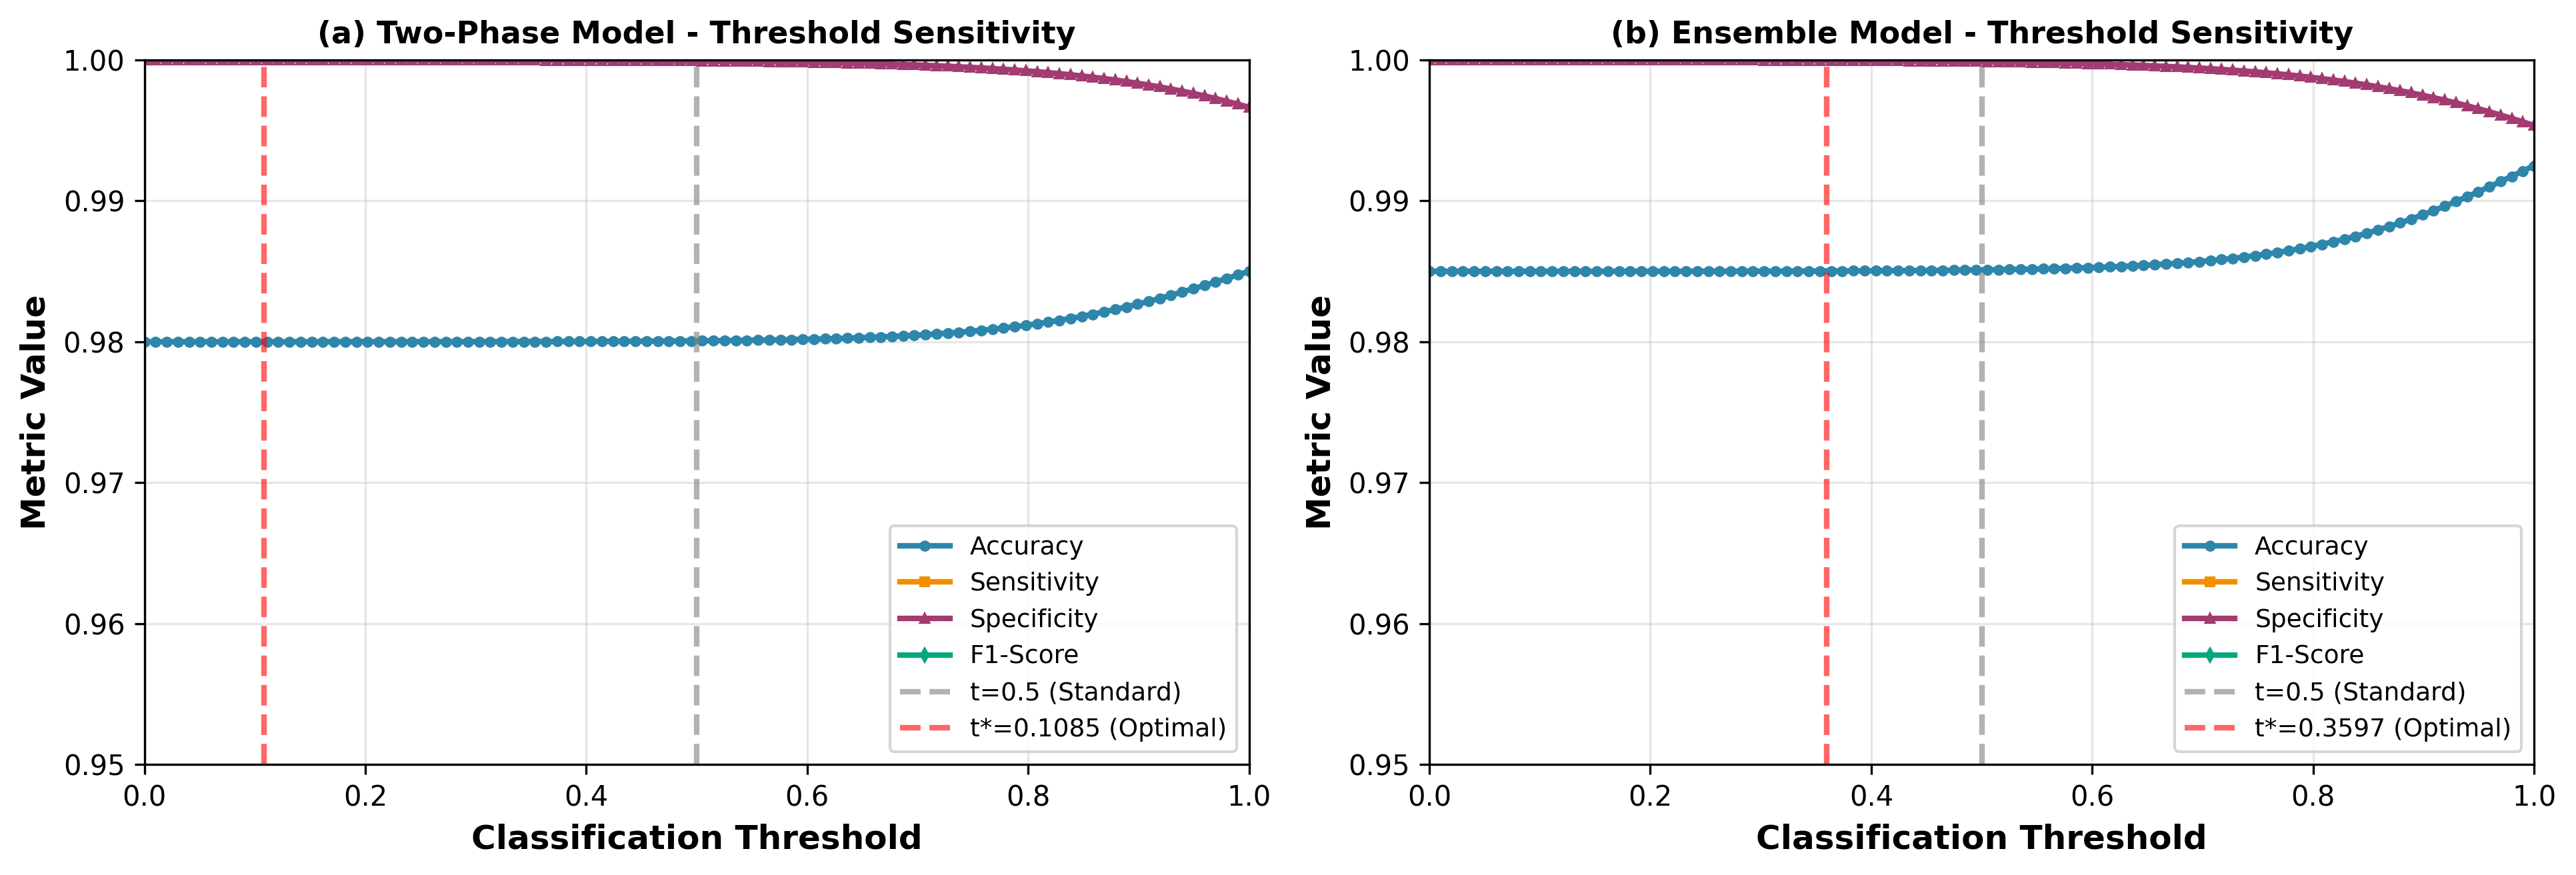 (a) Two-Phase Model - Threshold Sensitivity
1.00
0.99
0.98
0.97
0.96
0.95
Metric Value
Accuracy
Sensitivity
Specificity
F1-Score
t=0.5 (Standard)
t*=0.1085 (Optimal)
0.0 0.2 0.4 0.6 0.8 1.0
Classification Threshold
(b) Ensemble Model - Threshold Sensitivity
1.00
0.99
0.98
0.97
0.96
0.95
Metric Value
Accuracy
Sensitivity
Specificity
F1-Score
t=0.5 (Standard)
t*=0.3597 (Optimal)
0.0 0.2 0.4 0.6 0.8 1.0
Classification Threshold